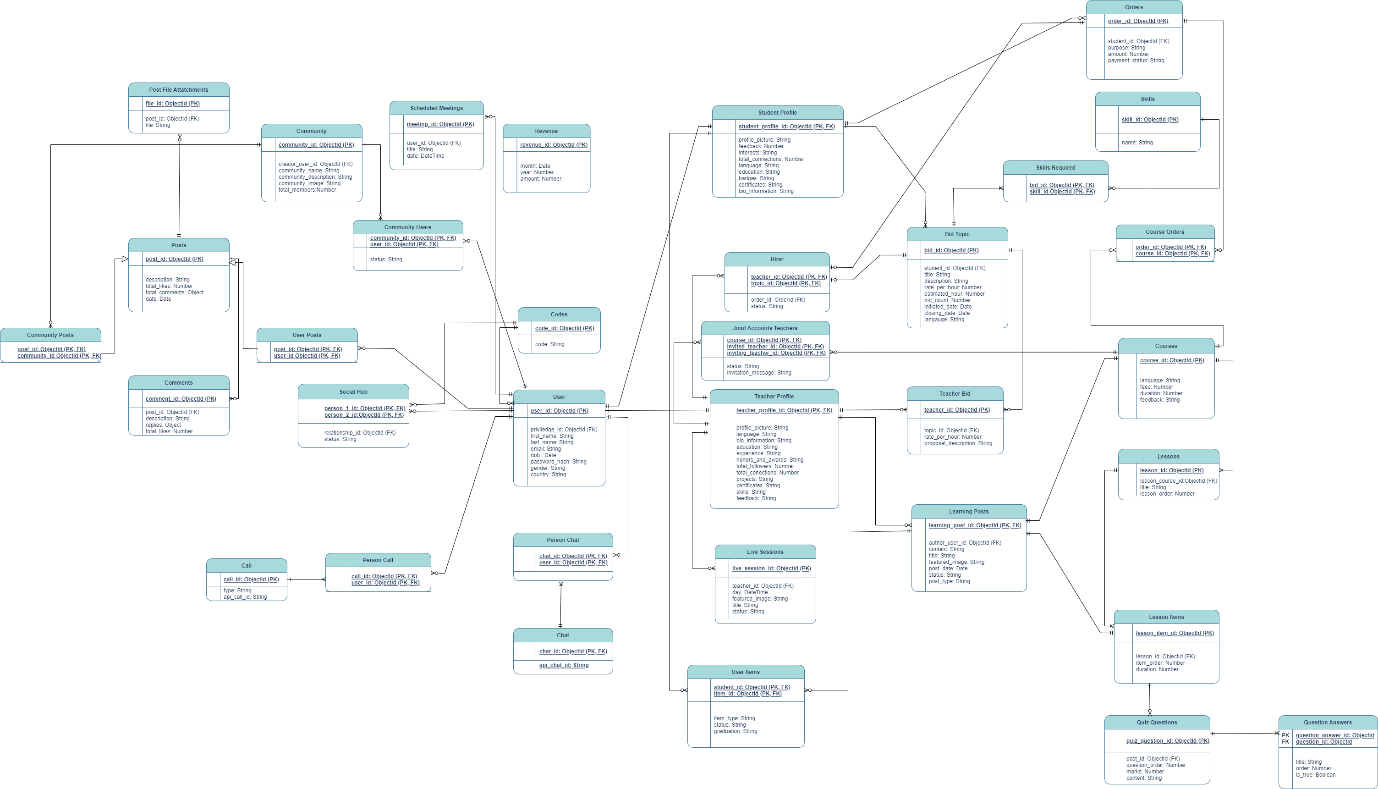 Orders
order_id: ObjectId (PK)
student_id: ObjectId (FK)
purpose: String
amount: Number
payment_status: String
Post File Attatchments
file_id: ObjectId (PK)
post_id: ObjectId (FK)
file: String
Community
community_id: ObjectId (PK)
creator_user_id: ObjectId (FK)
community_name: String
community_description: String
community_image: String
total_members:Number
Scheduled Meetings
meeting_id: ObjectId (PK)
user_id: ObjectId (FK)
title: String
date: DateTime
Revenue
revenue_id: ObjectId (PK)
month: Date
year: Number
amount: Number
Student Profile
student_profile_id: ObjectId (PK, FK)
profile_picture: String
feedback: Number
interests: String
total_connections: Number
language: String
education: String
badges: String
certificates: String
bio_information: String
Skills
skill_id: ObjectId (PK)
name: String
Skills Required
bid_id: ObjectId (PK, FK)
skill_id ObjectId (PK, FK)
Community Users
community_id: ObjectId (PK, FK)
user_id: ObjectId (PK, FK)
status: String
Bid Topic
bid_id: ObjectId (PK)
student_id: ObjectId (FK)
title: String
description: String
rate_per_hour: Number
estimated_hour: Number
bid_count: Number
initiated_date: Date
closing_date: Date
langauge: String
Course Orders
order_id: ObjectId (PK, FK)
course_id: ObjectId (PK, FK)
Posts
post_id: ObjectId (PK)
description: String
total_likes: Number
total_comments: Object
date: Date
Hirer
teacher_id: ObjectId (PK, FK)
topic_id: ObjectId (PK, FK)
order_id: OrderId (FK)
status: String
Codes
code_id: ObjectId (PK)
code: String
Community Posts
post_id: ObjectId (PK, FK)
community_id ObjectId (PK, FK)
User Posts
post_id: ObjectId (PK, FK)
user_id ObjectId (PK, FK)
Joint Accounts Teachers
course_id: ObjectId (PK, FK)
invited_teacher_id: ObjectId (PK, FK)
inviting_teacher_id: ObjectId (PK, FK)
status: String
invitation_message: String
Courses
course_id: ObjectId (PK)
language: String
fees: Number
duration: Number
feedback: String
Comments
comment_id: ObjectId (PK)
post_id: ObjectId (FK)
description: String
replies: Object
total_likes: Number
Social Hub
person_1_id: ObjectId (PK, FK)
person_2_id:ObjectId (PK, FK)
relationship_id: ObjectId (FK)
status: String
User
user_id: ObjectId (PK)
priviledge_id: ObjectId (FK)
first_name: String
last_name: String
email: String
dob: Date
password_hash: String
gender: String
country: String
Teacher Profile
teacher_profile_id: ObjectId (PK, FK)
profile_picture: String
language: String
bio_information: String
education: String
experience: String
honors_and_awards: String
total_followers: Number
total_conections: Number
projects: String
certificates: String
skills: String
feedback: String
Teacher Bid
teacher_id: ObjectId (PK)
topic_id: ObjectId (FK)
rate_per_hour: Number
proposal_description: String
Lessons
lesson_id: ObjectId (PK)
lesson_course_id:ObjectId (FK)
title: String
lesson_order: Number
Learning Posts
learning_post_id: ObjectId (PK, FK)
author_user_id: ObjectId (FK)
content: String
title: String
featured_image: String
post_date: Date
status: String
post_type: String
Call
call_id: ObjectId (PK)
type: String
api_call_id: String
Person Call
call_id: ObjectId (PK, FK)
user_id: ObjectId (PK, FK)
Person Chat
chat_id: ObjectId (PK, FK)
user_id: ObjectId (PK, FK)
Live Sessions
live_session_id: ObjectId (PK)
teacher_id: ObjectId (FK)
day: DateTime
featured_image: String
title: String
status: String
Chat
chat_id: ObjectId (PK, FK)
api_chat_id: String
Lesson Items
lesson_item_id: ObjectId (PK)
lesson_id: ObjectId (FK)
item_order: Number
duration: Number
User Items
student_id: ObjectId (PK, FK)
item_id: ObjectId (PK, FK)
item_type: String
status: String
graduation: String
Quiz Questions
quiz_question_id: ObjectId (PK)
post_id: ObjectId (FK)
question_order: Number
marks: Number
content: String
Question Answers
PK question_answer_id: ObjectId
FK question_id: ObjectId
title: String
order: Number
is_true: Boolean